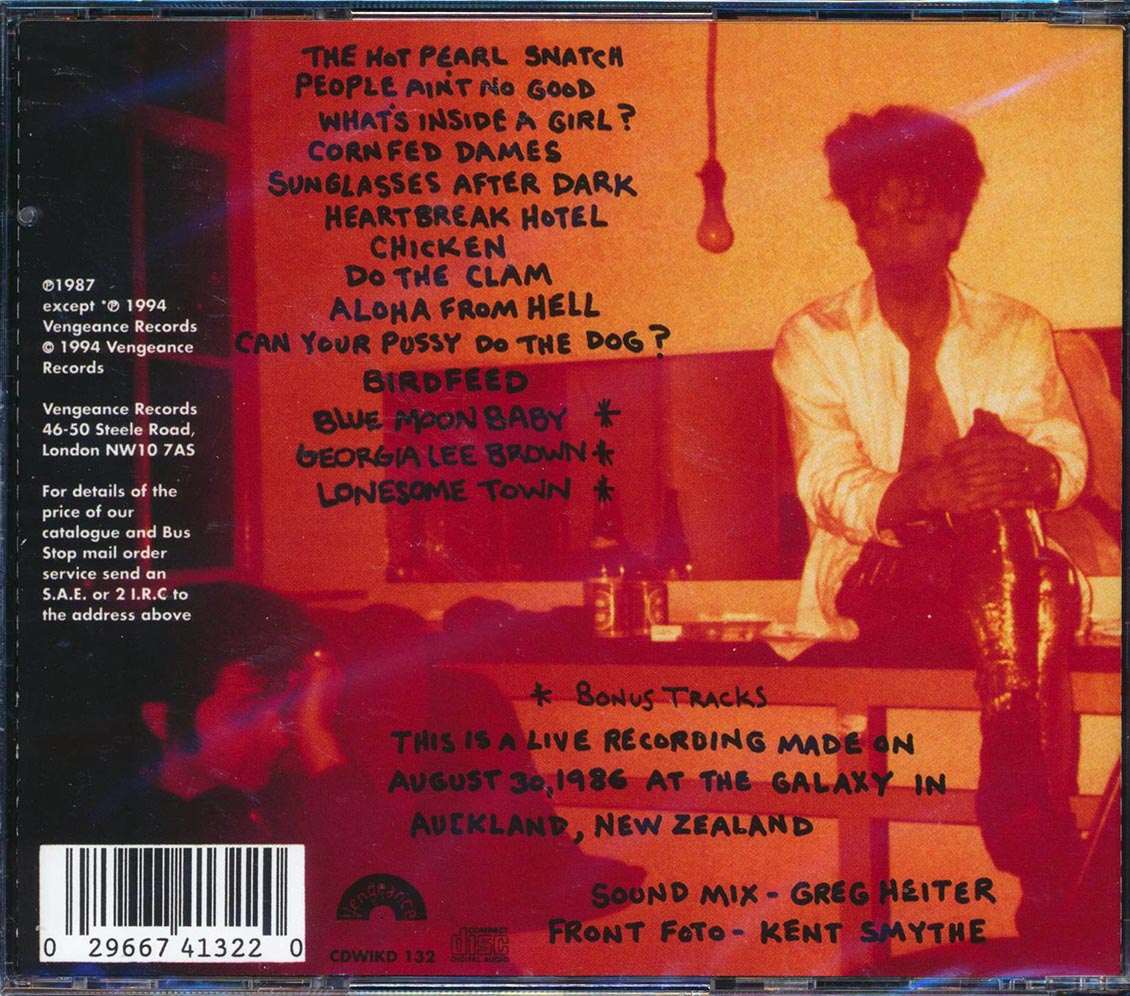 THE HOT PEARL SNATCH
PEOPLE AIN'T NO GOOD
WHAT'S INSIDE A GIRL?
CORNFED DAMES
SUNGLASSES AFTER DARK
HEARTBREAK HOTEL
CHICKEN
DO THE CLAM
ALOHA FROM HELL
CAN YOUR PUSSY DO THE DOG?
BIRDFEED
BLUE MOON BABY *
GEORGIA LEE BROWN *
LONESOME TOWN *
℗1987
except *℗ 1994
Vengeance Records
© 1994 Vengeance
Records
Vengeance Records
46-50 Steele Road,
London NW10 7AS
For details of the
price of our
catalogue and Bus
Stop mail order
service send an
S.A.E. or 2 I.R.C to
the address above
* BONUS TRACKS
THIS IS A LIVE RECORDING MADE ON
AUGUST 30, 1986 AT THE GALAXY IN
AUCKLAND, NEW ZEALAND
SOUND MIX - GREG HEITER
FRONT FOTO - KENT SMYTHE
0 29667 41322 0
Vengeance
CDWIKD 132
COMPACT
disc
DIGITAL AUDIO